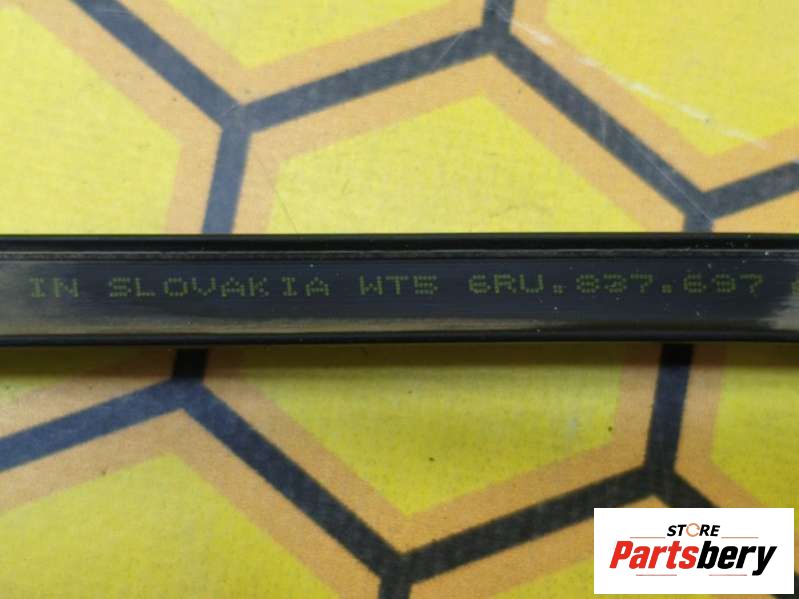 IN SLOVAKIA WT5 6RU.837.697
STORE
Partsbery